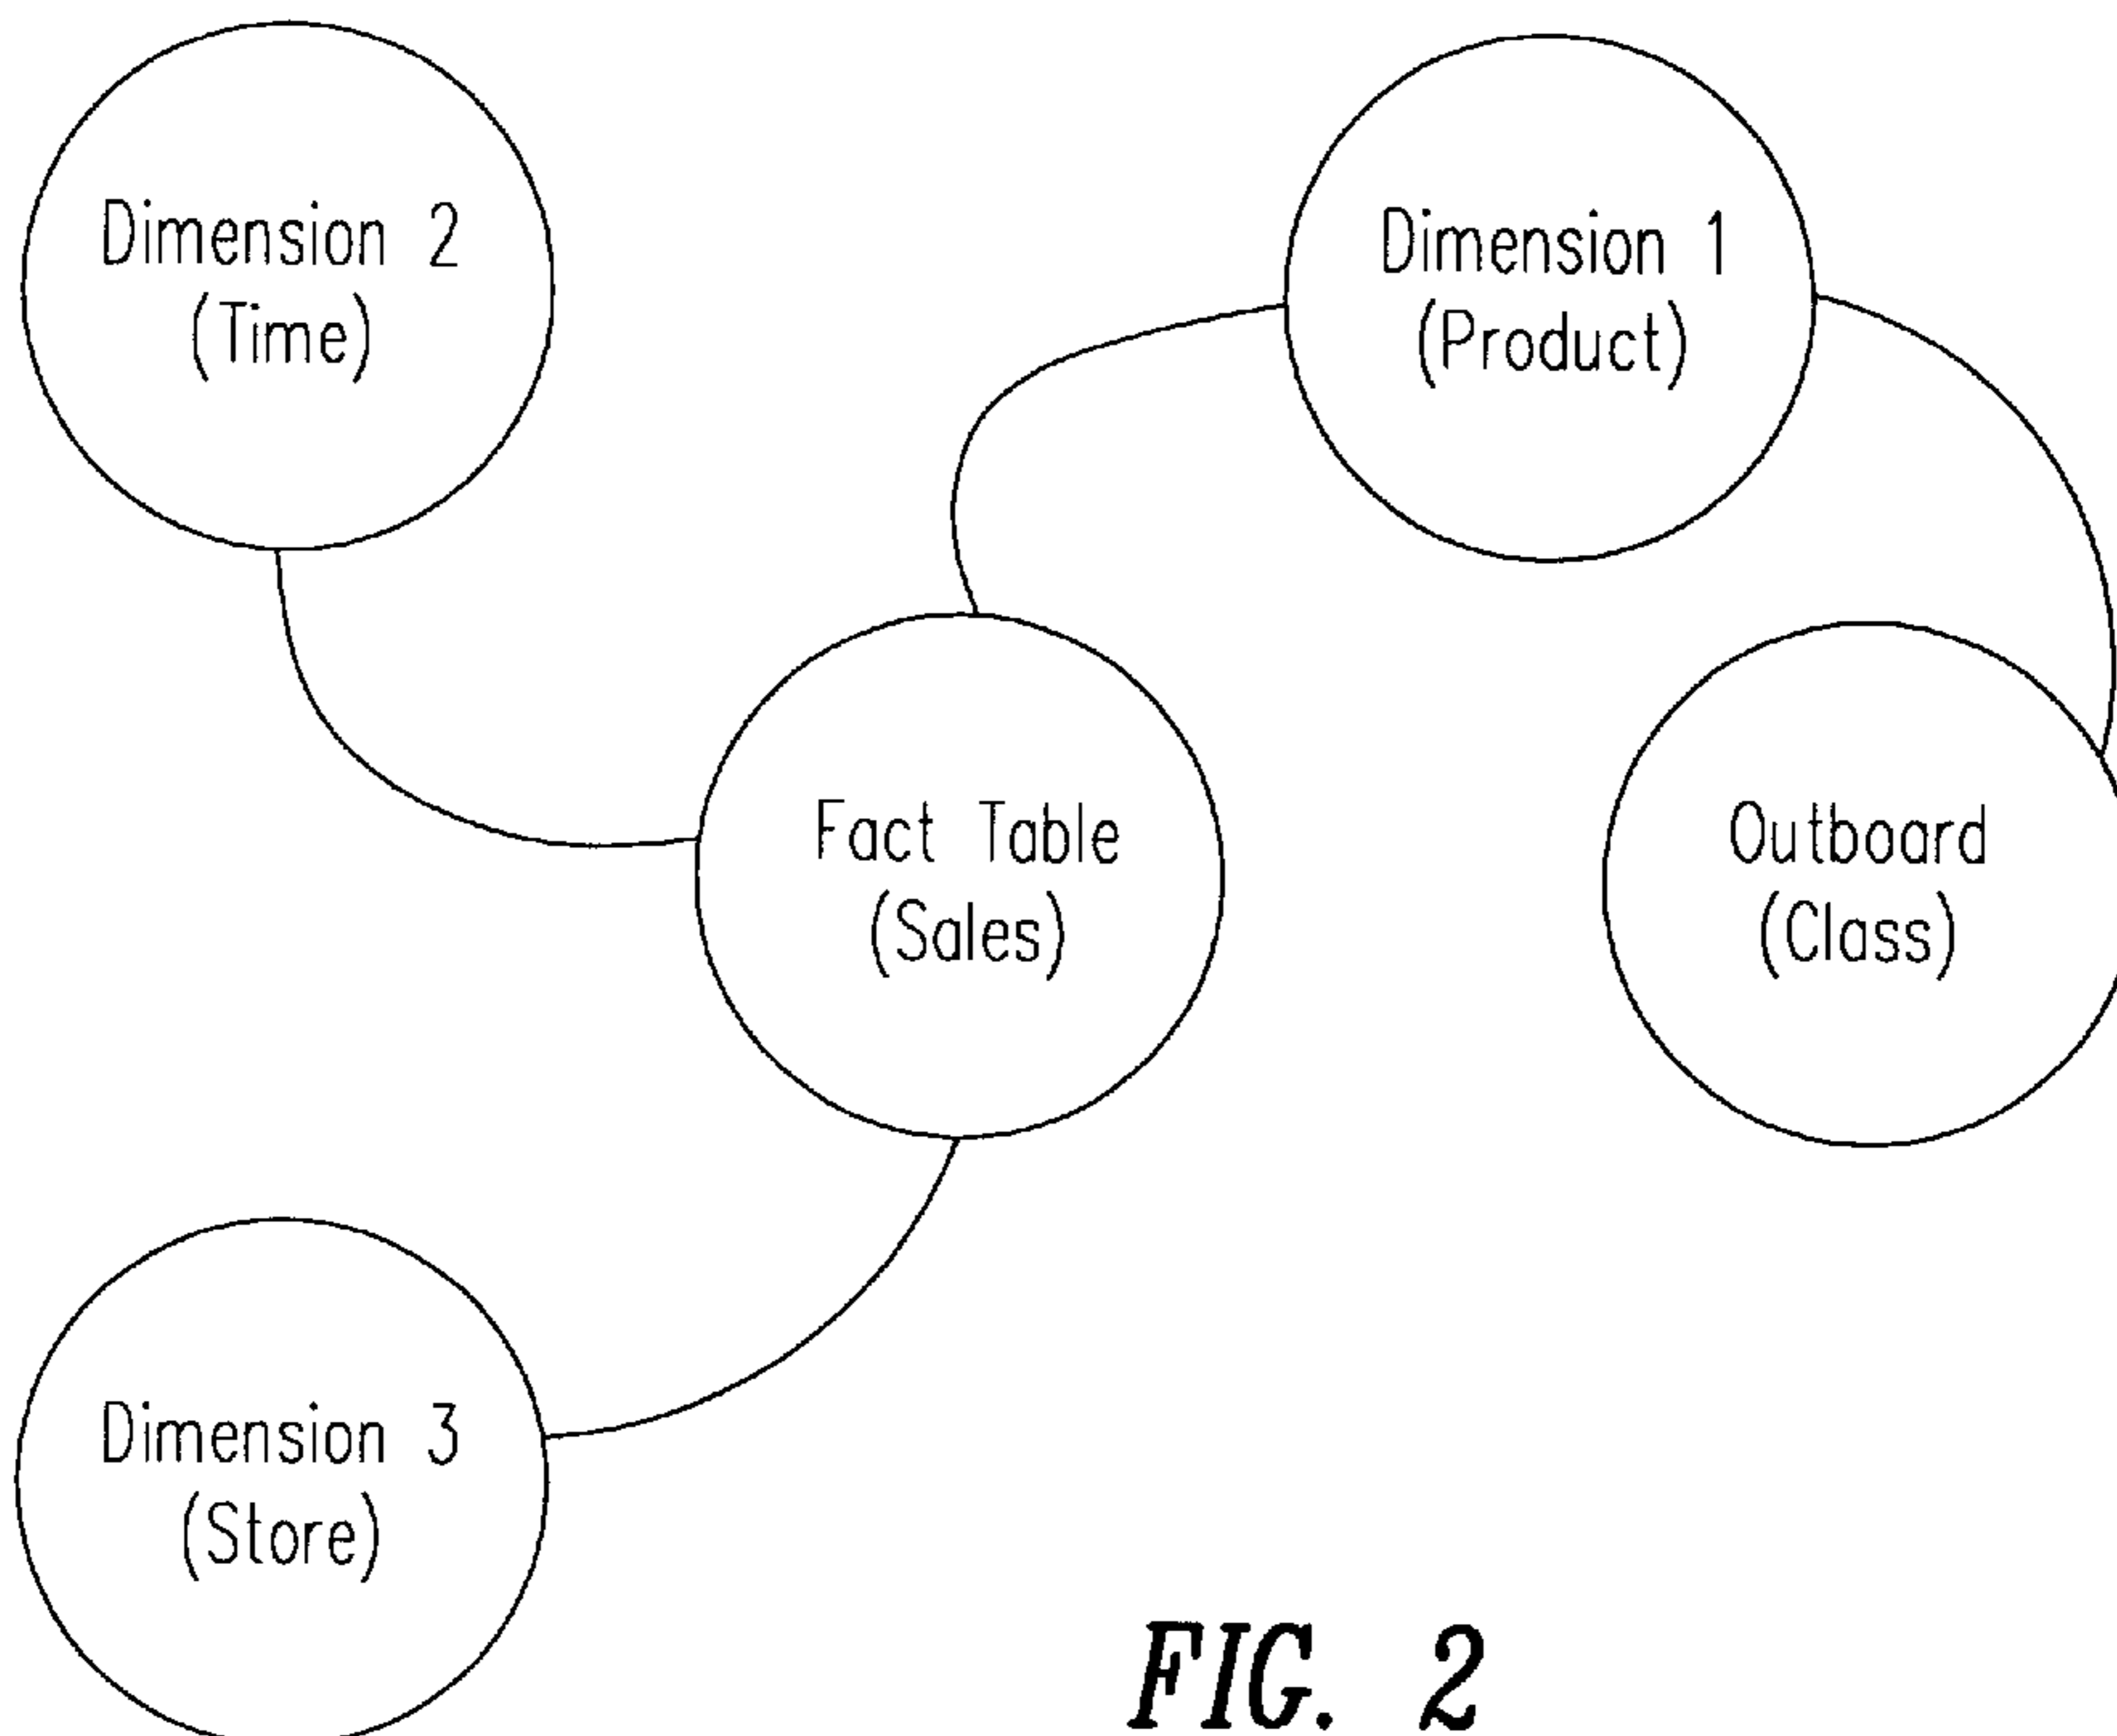 Dimension 2
(Time)
Dimension 1
(Product)
Fact Table
(Sales)
Outboard
(Class)
Dimension 3
(Store)
FIG. 2